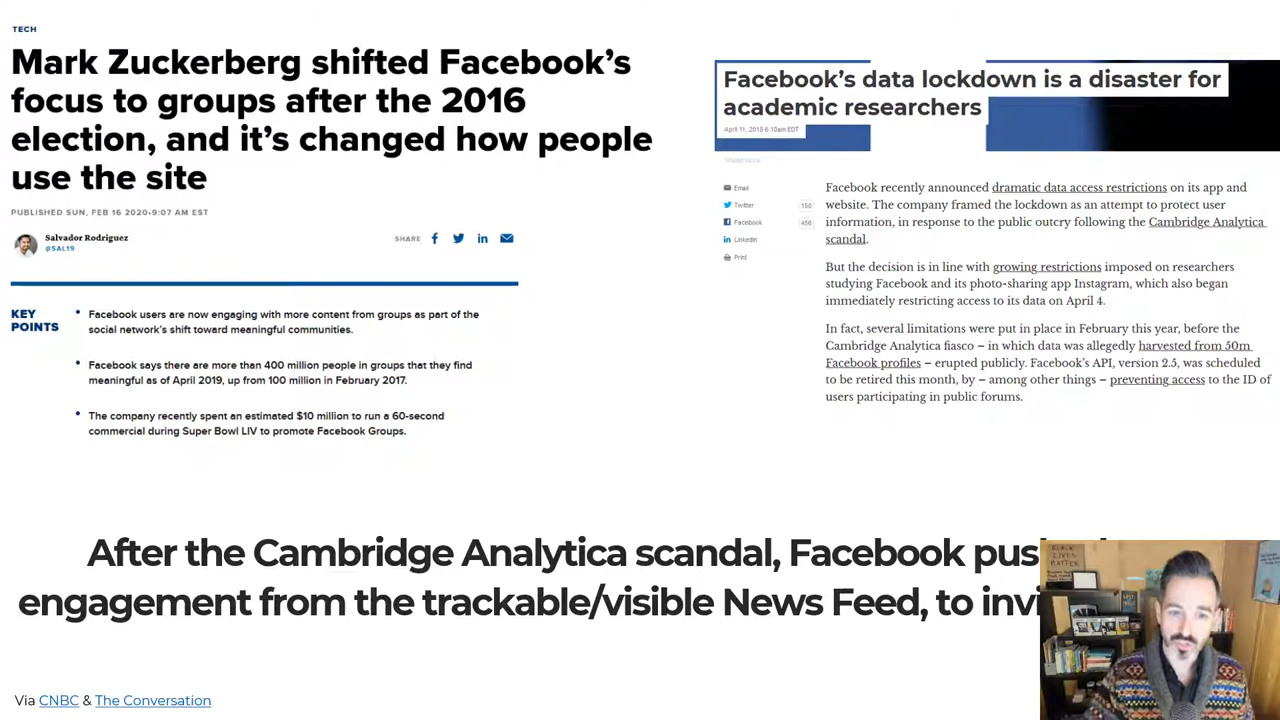 TECH
Mark Zuckerberg shifted Facebook's
focus to groups after the 2016
election, and it's changed how people
use the site
PUBLISHED SUN, FEB 16 2020•9:07 AM EST
Salvador Rodriguez
@SAL19
SHARE
KEY
POINTS
• Facebook users are now engaging with more content from groups as part of the
social network's shift toward meaningful communities.
• Facebook says there are more than 400 million people in groups that they find
meaningful as of April 2019, up from 100 million in February 2017.
• The company recently spent an estimated $10 million to run a 60-second
commercial during Super Bowl LIV to promote Facebook Groups.
Facebook's data lockdown is a disaster for
academic researchers
April 11, 2018 6.10am EDT
Email
Twitter 150
Facebook 456
LinkedIn
Print
Facebook recently announced dramatic data access restrictions on its app and
website. The company framed the lockdown as an attempt to protect user
information, in response to the public outcry following the Cambridge Analytica
scandal.
But the decision is in line with growing restrictions imposed on researchers
studying Facebook and its photo-sharing app Instagram, which also began
immediately restricting access to its data on April 4.
In fact, several limitations were put in place in February this year, before the
Cambridge Analytica fiasco – in which data was allegedly harvested from 50m
Facebook profiles – erupted publicly. Facebook's API, version 2.5, was scheduled
to be retired this month, by – among other things – preventing access to the ID of
users participating in public forums.
After the Cambridge Analytica scandal, Facebook
engagement from the trackable/visible News Feed, to
BLACK
LIVES
MATTER
Via CNBC & The Conversation